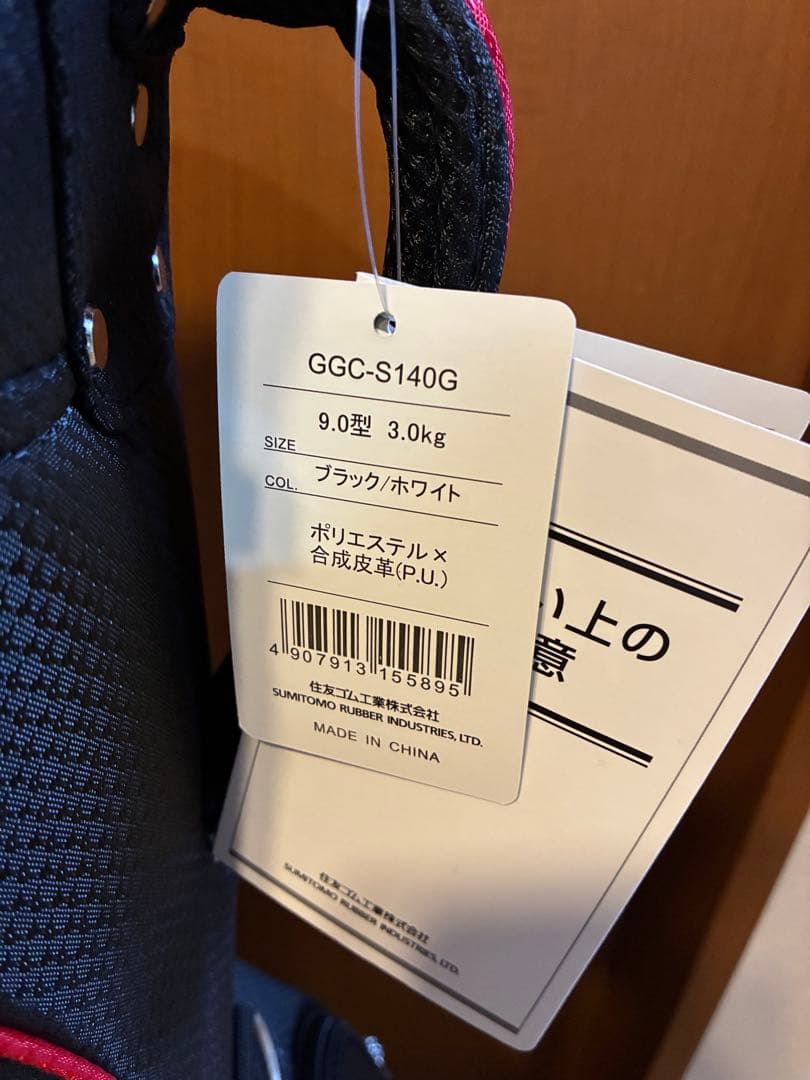 GGC-S140G
SIZE 9.0型 3.0kg
COL. ブラック/ホワイト
ポリエステル×
合成皮革(P.U.)
4 907913 155895
住友ゴム工業株式会社
SUMITOMO RUBBER INDUSTRIES, LTD.
MADE IN CHINA
い上の
意
住友ゴム工業株式会社
SUMITOMO RUBBER INDUSTRIES, LTD.